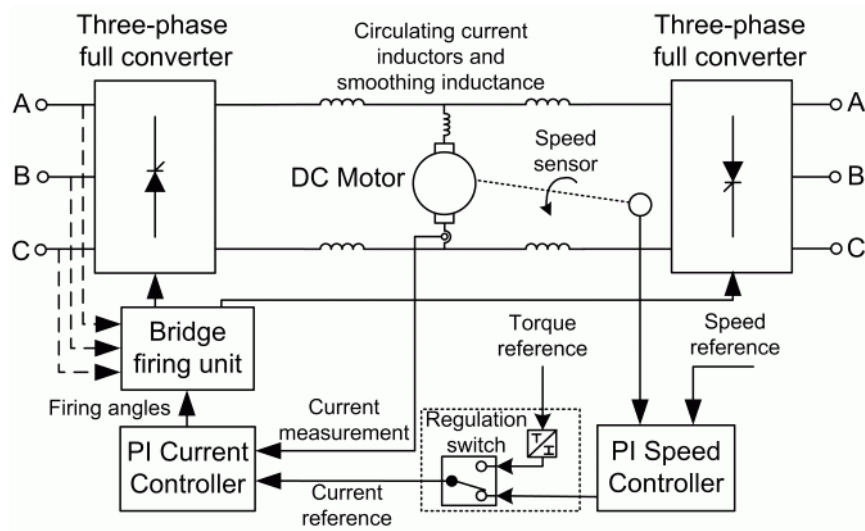 Three-phase
full converter
Circulating current
inductors and
smoothing inductance
Three-phase
full converter
A
A
B
B
C
C
DC Motor
Speed
sensor
Bridge
firing unit
Torque
reference
Speed
reference
Firing angles
Current
measurement
Regulation
switch
T
I
PI Current
Controller
PI Speed
Controller
Current
reference